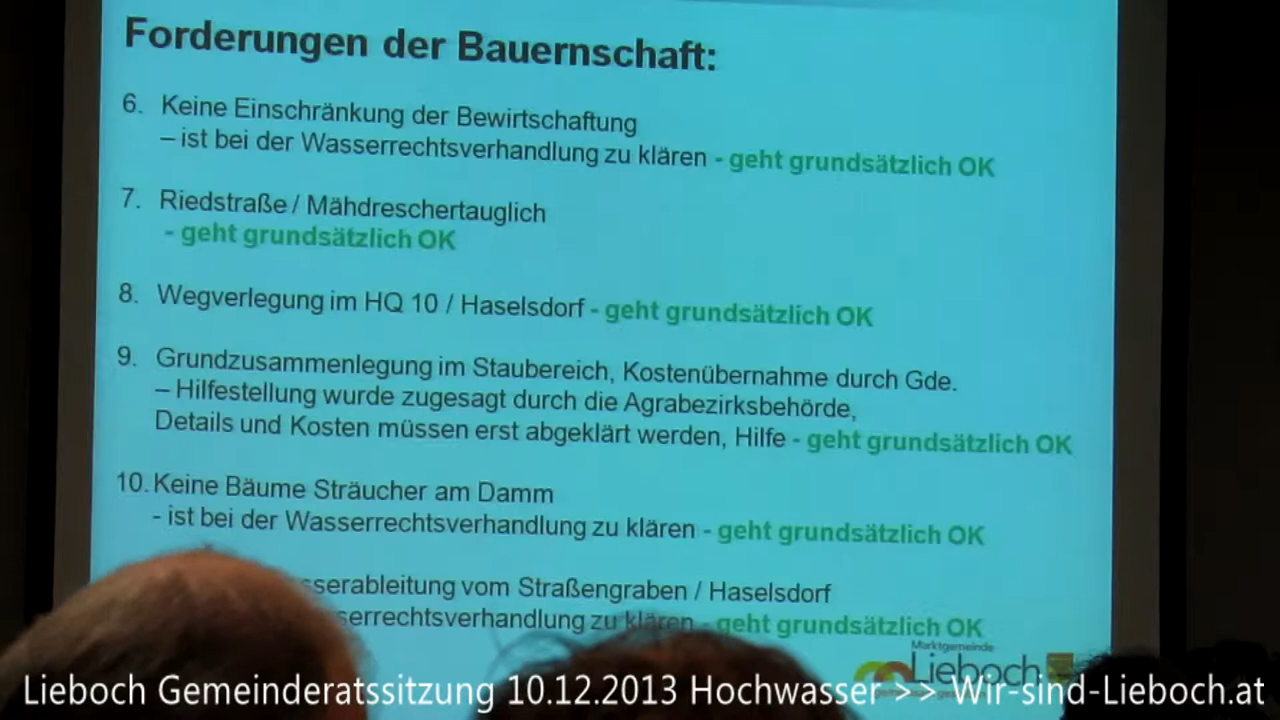 Forderungen der Bauernschaft:
6. Keine Einschränkung der Bewirtschaftung
– ist bei der Wasserrechtsverhandlung zu klären - geht grundsätzlich OK
7. Riedstraße / Mähdreschertauglich
- geht grundsätzlich OK
8. Wegverlegung im HQ 10 / Haselsdorf - geht grundsätzlich OK
9. Grundzusammenlegung im Staubereich, Kostenübernahme durch Gde.
– Hilfestellung wurde zugesagt durch die Agrabezirksbehörde,
Details und Kosten müssen erst abgeklärt werden, Hilfe - geht grundsätzlich OK
10. Keine Bäume Sträucher am Damm
- ist bei der Wasserrechtsverhandlung zu klären - geht grundsätzlich OK
sserableitung vom Straßengraben / Haselsdorf
serrechtsverhandlung zu klären - geht grundsätzlich OK
Marktgemeinde
Lieboch
Lieboch Gemeinderatssitzung 10.12.2013 Hochwasser >> Wir-sind-Lieboch.at